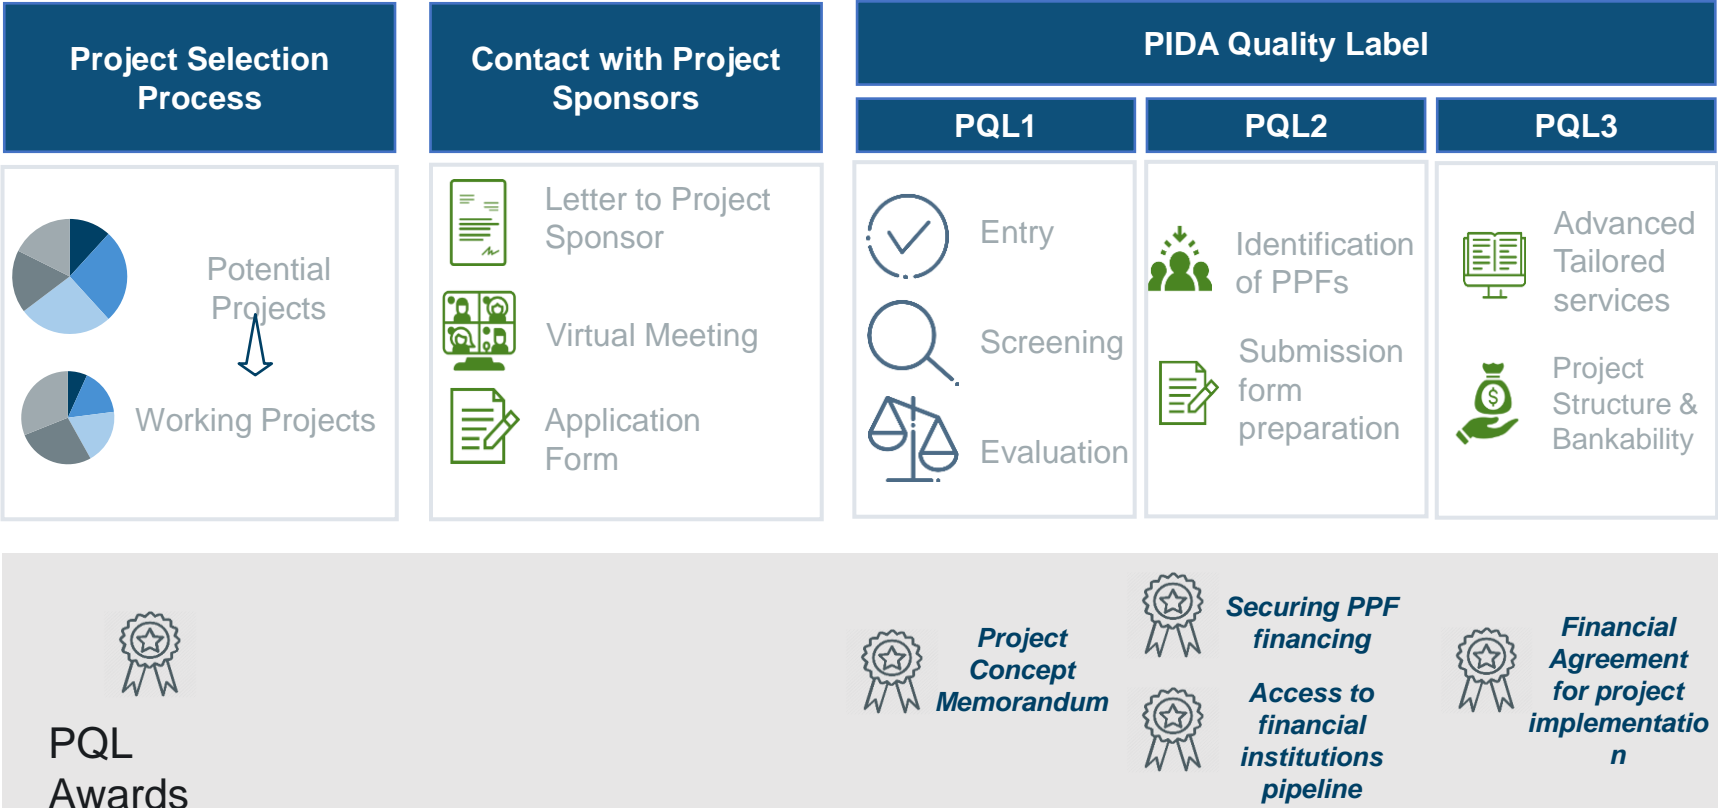 Project Selection
Process
Potential
Projects
Working Projects
Contact with Project
Sponsors
Letter to Project
Sponsor
Virtual Meeting
Application
Form
PIDA Quality Label
PQL1
Entry
Screening
Evaluation
PQL2
Identification
of PPFs
Submission
form
preparation
PQL3
Advanced
Tailored
services
$
Project
Structure &
Bankability
PQL
Awards
Project
Concept
Memorandum
Securing PPF
financing
Access to
financial
institutions
pipeline
Financial
Agreement
for project
implementatio
n